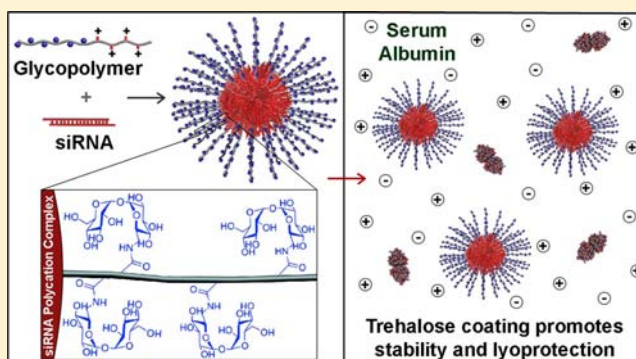 Glycopolymer
+
siRNA
siRNA Polycation Complex
Serum
Albumin
Trehalose coating promotes
stability and lyoprotection